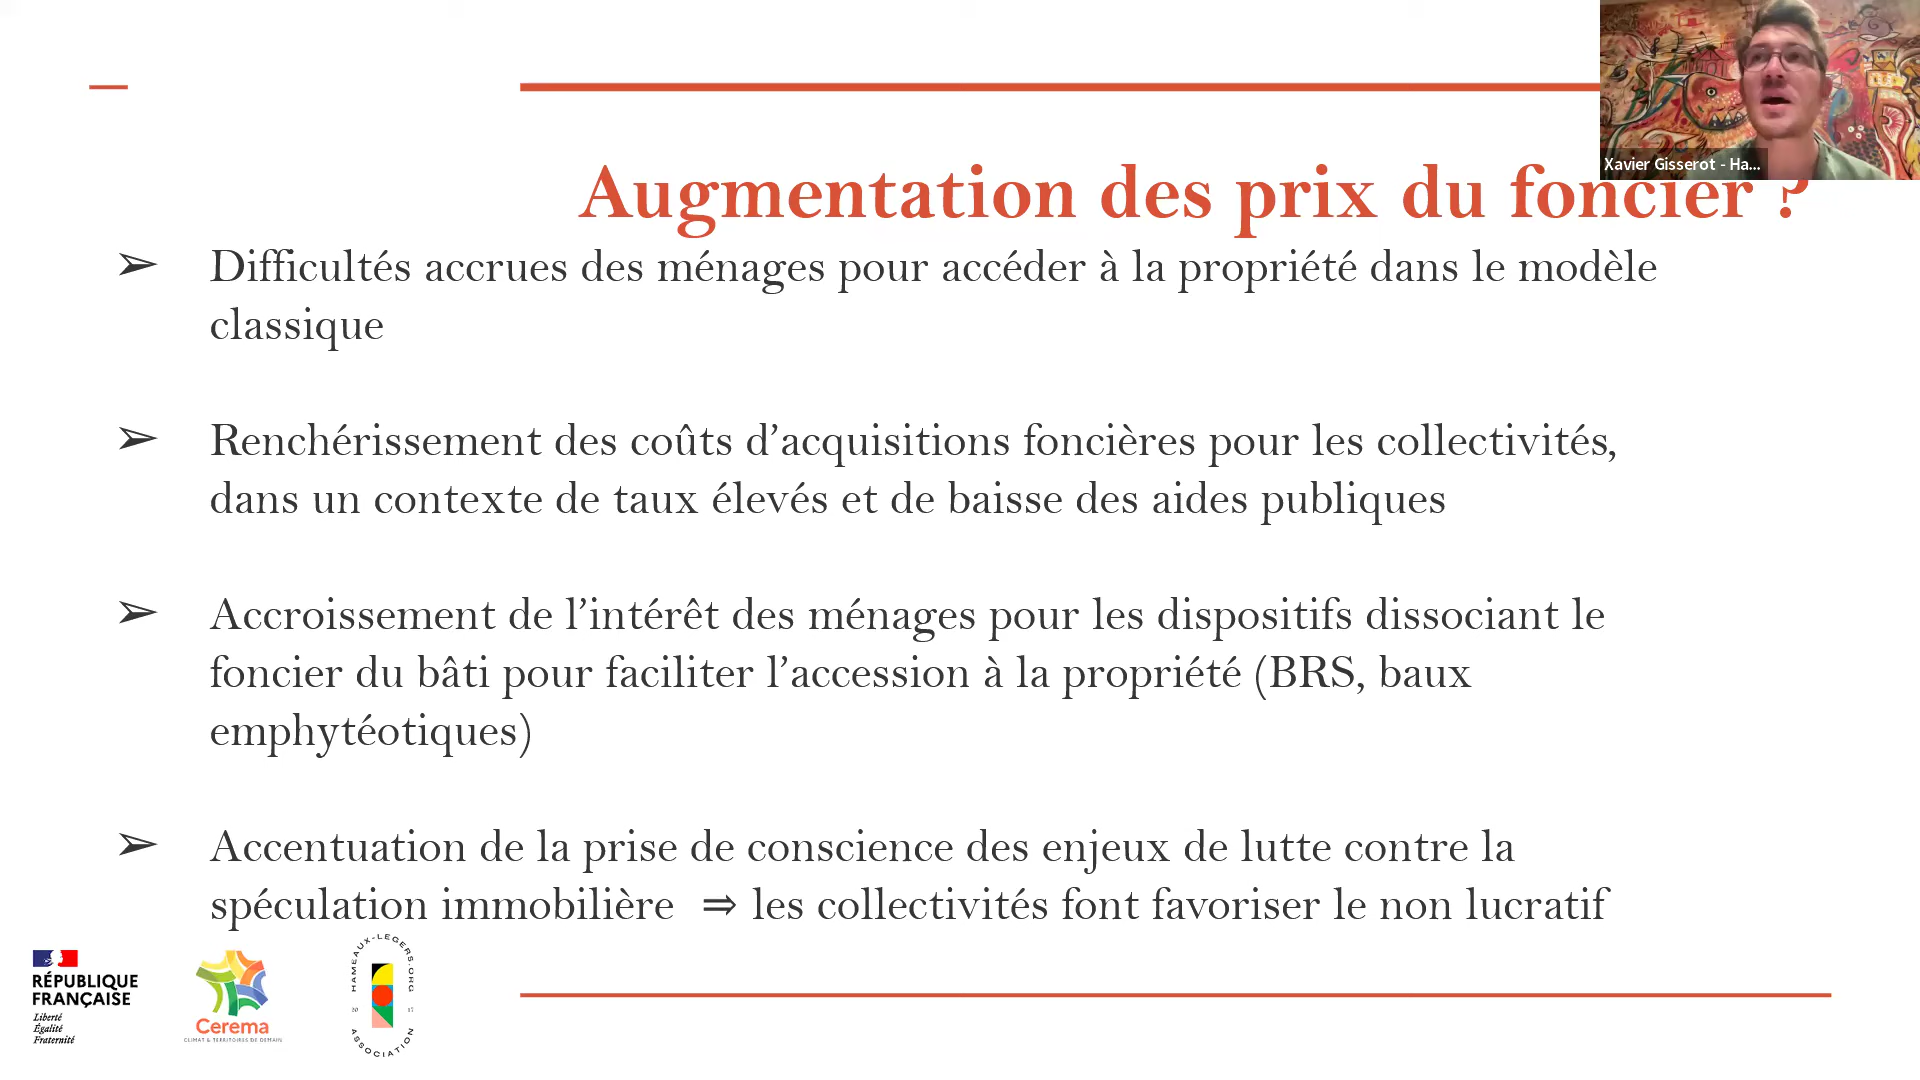 Xavier Gisserot - Ha...
Augmentation des prix du foncier ?
➢ Difficultés accrues des ménages pour accéder à la propriété dans le modèle
classique
➢ Renchérissement des coûts d’acquisitions foncières pour les collectivités,
dans un contexte de taux élevés et de baisse des aides publiques
➢ Accroissement de l’intérêt des ménages pour les dispositifs dissociant le
foncier du bâti pour faciliter l’accession à la propriété (BRS, baux
emphytéotiques)
➢ Accentuation de la prise de conscience des enjeux de lutte contre la
spéculation immobilière ⇒ les collectivités font favoriser le non lucratif
RÉPUBLIQUE
FRANÇAISE
Liberté
Égalité
Fraternité
Cerema
CLIMAT & TERRITOIRES DE DEMAIN
HAMEAUX-LEGERS.ORG
20 17
ASSOCIATION